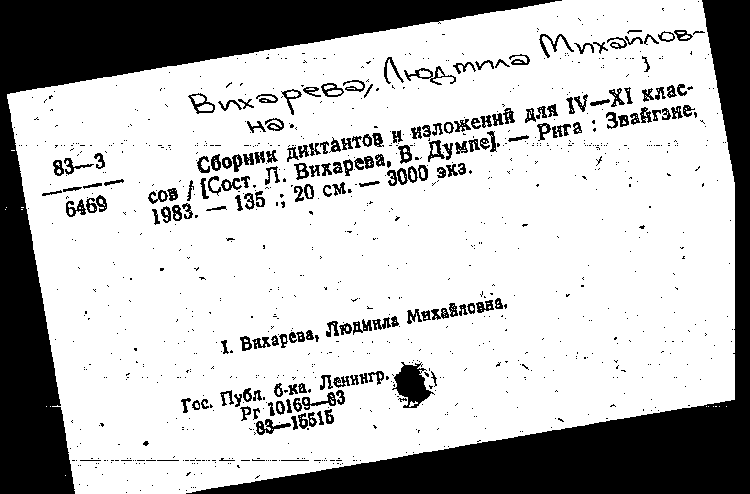 Вихарева, Людмила Михайлов-
на.
83—3
6469
Сборник диктантов и изложений для IV—XI клас-
сов / [Сост. Л. Вихарева, В. Думпе]. — Рига : Звайгзне,
1983. — 135 .; 20 см. — 3000 экз.
I. Вихарева, Людмила Михайловна.
Гос. Публ. б-ка. Ленингр.
Рг 10169—83
83—15515